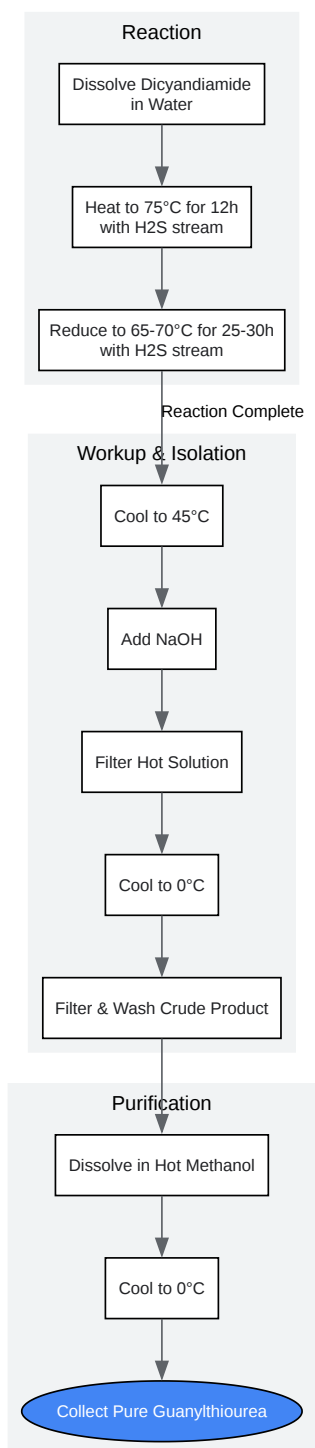 Reaction
Dissolve Dicyandiamide
in Water
Heat to 75°C for 12h
with H2S stream
Reduce to 65-70°C for 25-30h
with H2S stream
Reaction Complete
Workup & Isolation
Cool to 45°C
Add NaOH
Filter Hot Solution
Cool to 0°C
Filter & Wash Crude Product
Purification
Dissolve in Hot Methanol
Cool to 0°C
Collect Pure Guanylthiourea